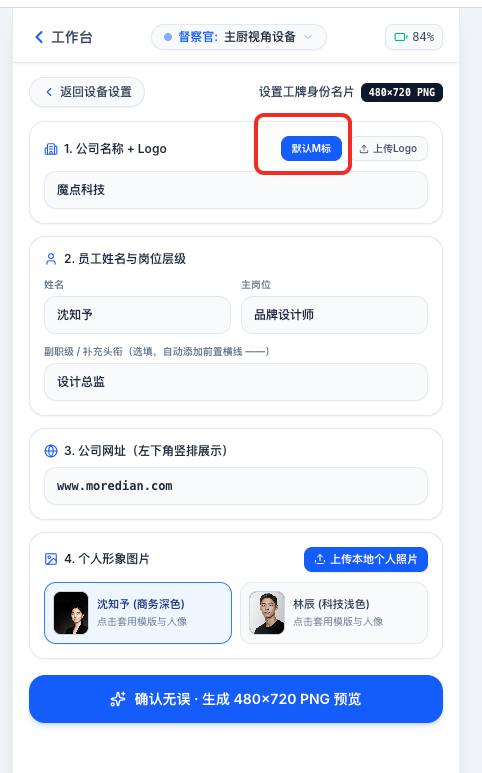 工作台
督察官: 主厨视角设备
84%
返回设备设置
设置工牌身份名片 480×720 PNG
1. 公司名称 + Logo
默认M标
上传Logo
魔点科技
2. 员工姓名与岗位层级
姓名 主岗位
沈知予 品牌设计师
副职级 / 补充头衔（选填，自动添加前置横线 ——）
设计总监
3. 公司网址（左下角竖排展示）
www.moredian.com
4. 个人形象图片
上传本地个人照片
沈知予 (商务深色)
点击套用模版与人像
林辰 (科技浅色)
点击套用模版与人像
确认无误 · 生成 480×720 PNG 预览